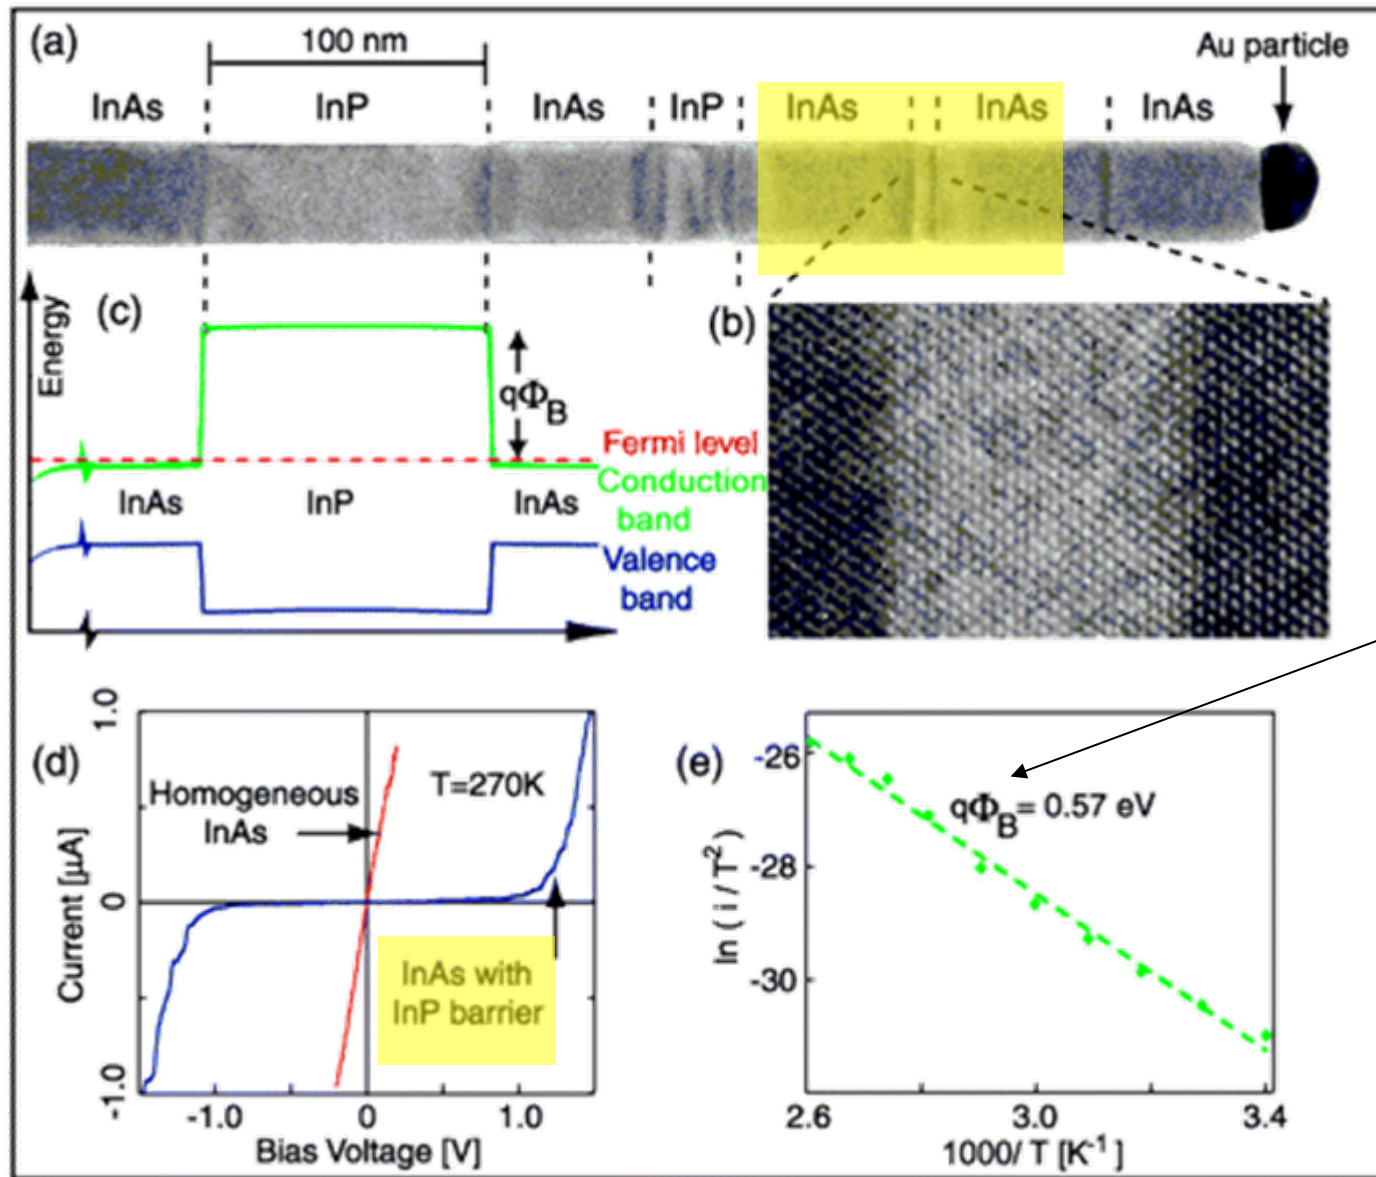 (a)
100 nm
Au particle
InAs
InP
InAs
InP
InAs
InAs
InAs
(c)
Energy
qΦB
Fermi level
Conduction
band
Valence
band
InAs
InP
InAs
(b)
(d)
1.0
0
-1.0
Current [µA]
Homogeneous
InAs
T=270K
InAs with
InP barrier
-1.0
0
1.0
Bias Voltage [V]
(e)
-26
-28
-30
ln ( i / T²)
qΦB= 0.57 eV
2.6
3.0
3.4
1000/ T [K⁻¹]